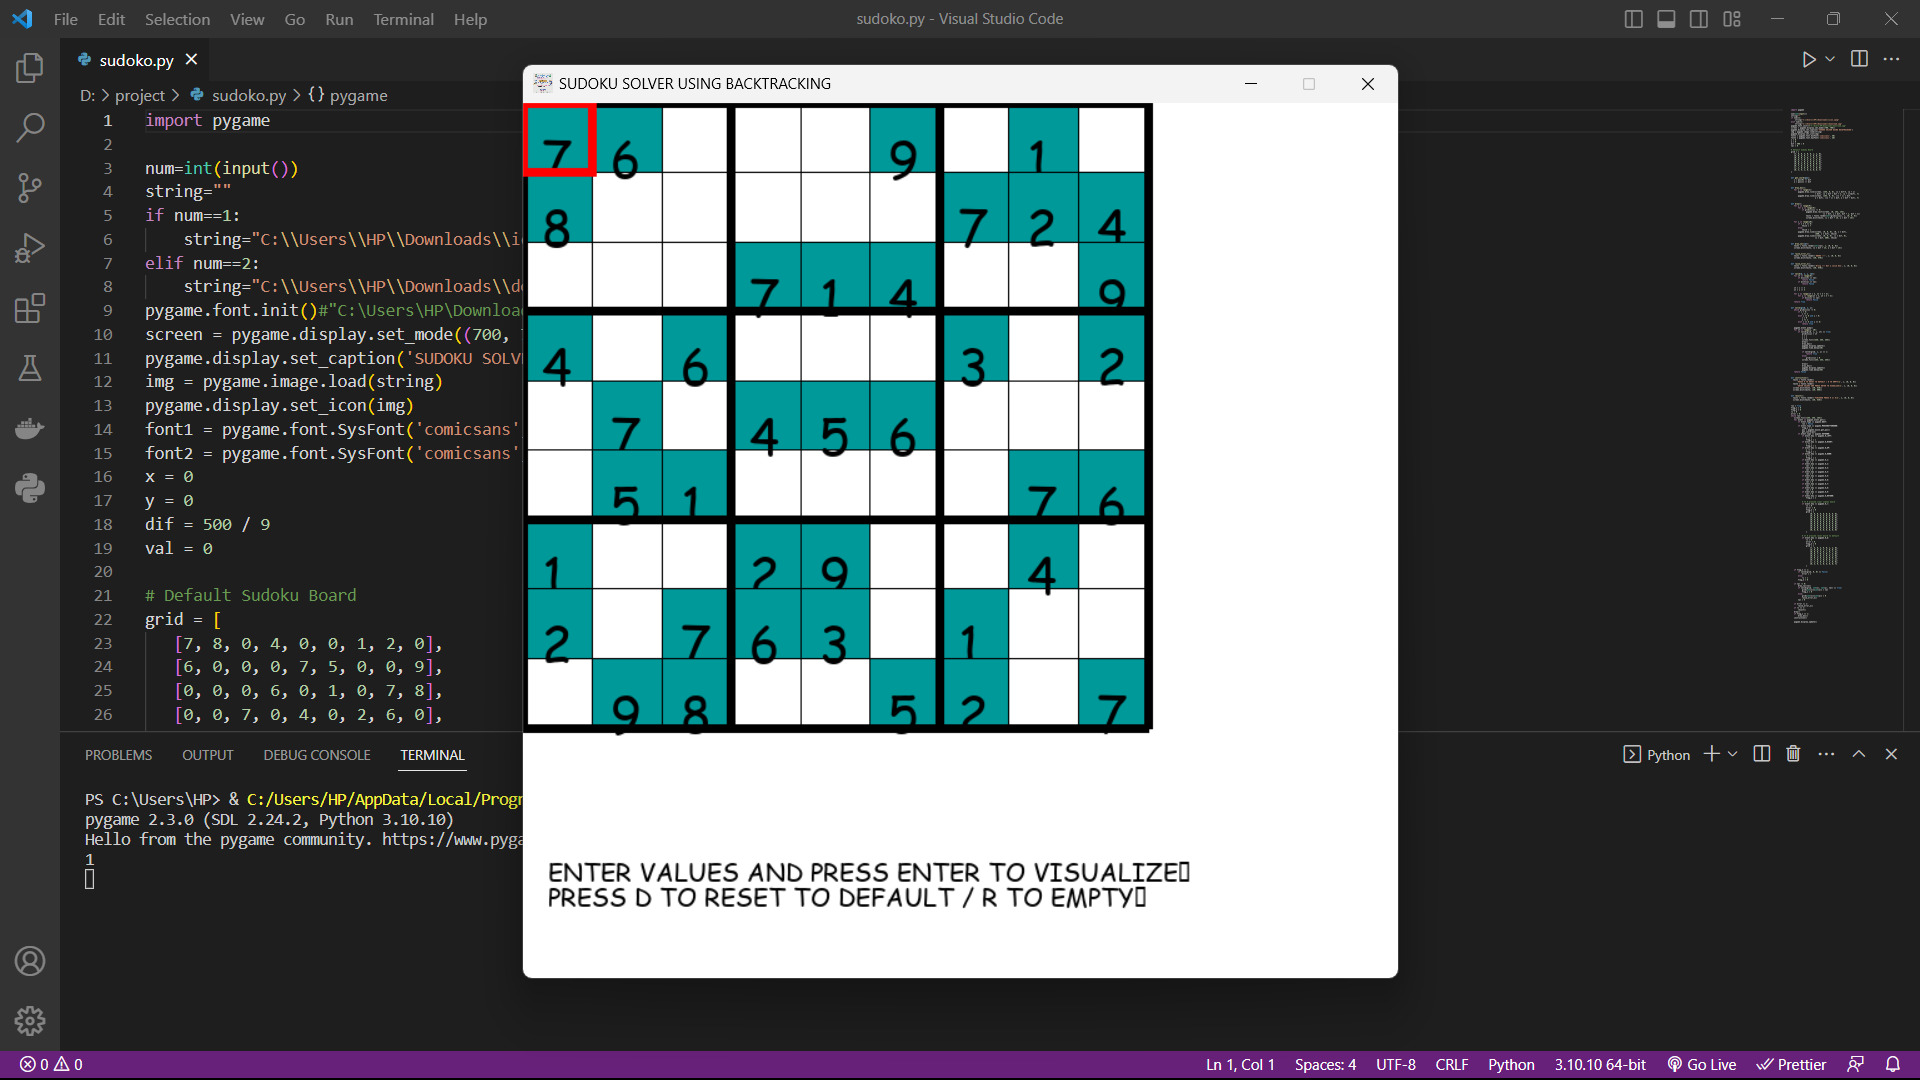 File Edit Selection View Go Run Terminal Help
sudoko.py - Visual Studio Code
sudoko.py
D: > project > sudoko.py > {} pygame
1 import pygame
2
3 num=int(input())
4 string=""
5 if num==1:
6 string="C:\\Users\\HP\\Downloads\\i
7 elif num==2:
8 string="C:\\Users\\HP\\Downloads\\d
9 pygame.font.init()#"C:\Users\HP\Downloa
10 screen = pygame.display.set_mode((700,
11 pygame.display.set_caption('SUDOKU SOLV
12 img = pygame.image.load(string)
13 pygame.display.set_icon(img)
14 font1 = pygame.font.SysFont('comicsans'
15 font2 = pygame.font.SysFont('comicsans'
16 x = 0
17 y = 0
18 dif = 500 / 9
19 val = 0
20
21 # Default Sudoku Board
22 grid = [
23 [7, 8, 0, 4, 0, 0, 1, 2, 0],
24 [6, 0, 0, 0, 7, 5, 0, 0, 9],
25 [0, 0, 0, 6, 0, 1, 0, 7, 8],
26 [0, 0, 7, 0, 4, 0, 2, 6, 0],
SUDOKU SOLVER USING BACKTRACKING
7 6 9 1
8 7 2 4
7 1 4 9
4 6 3 2
7 4 5 6
5 1 7 6
1 2 9 4
2 7 6 3 1
9 8 5 2 7
ENTER VALUES AND PRESS ENTER TO VISUALIZE
PRESS D TO RESET TO DEFAULT / R TO EMPTY
PROBLEMS OUTPUT DEBUG CONSOLE TERMINAL
Python
PS C:\Users\HP> & C:/Users/HP/AppData/Local/Progr
pygame 2.3.0 (SDL 2.24.2, Python 3.10.10)
Hello from the pygame community. https://www.pyga
1
0 0
Ln 1, Col 1 Spaces: 4 UTF-8 CRLF Python 3.10.10 64-bit Go Live Prettier